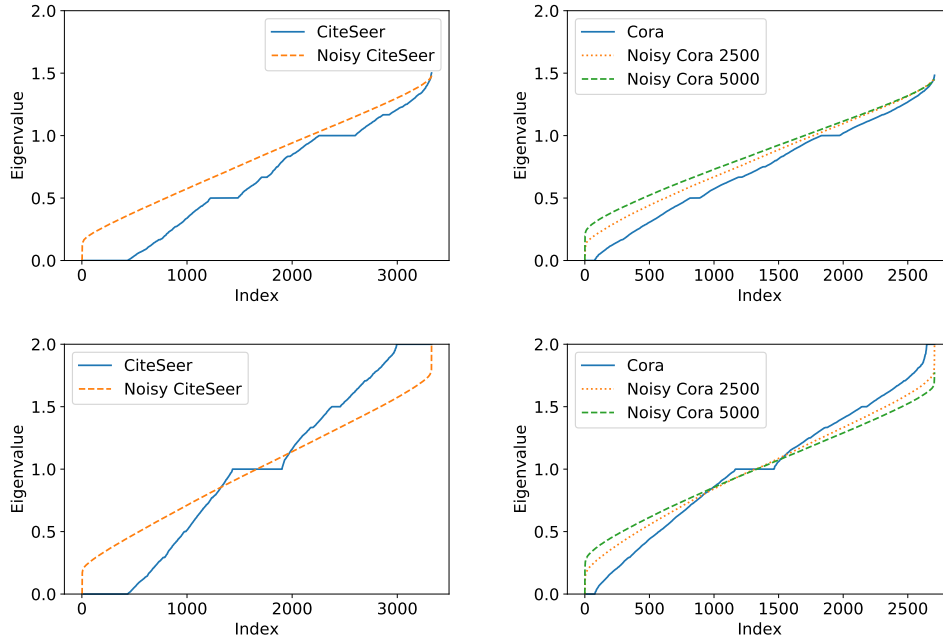 2.0
1.5
1.0
0.5
0.0
Eigenvalue
CiteSeer
Noisy CiteSeer
0 1000 2000 3000
Index
2.0
1.5
1.0
0.5
0.0
Eigenvalue
Cora
Noisy Cora 2500
Noisy Cora 5000
0 500 1000 1500 2000 2500
Index
2.0
1.5
1.0
0.5
0.0
Eigenvalue
CiteSeer
Noisy CiteSeer
0 1000 2000 3000
Index
2.0
1.5
1.0
0.5
0.0
Eigenvalue
Cora
Noisy Cora 2500
Noisy Cora 5000
0 500 1000 1500 2000 2500
Index